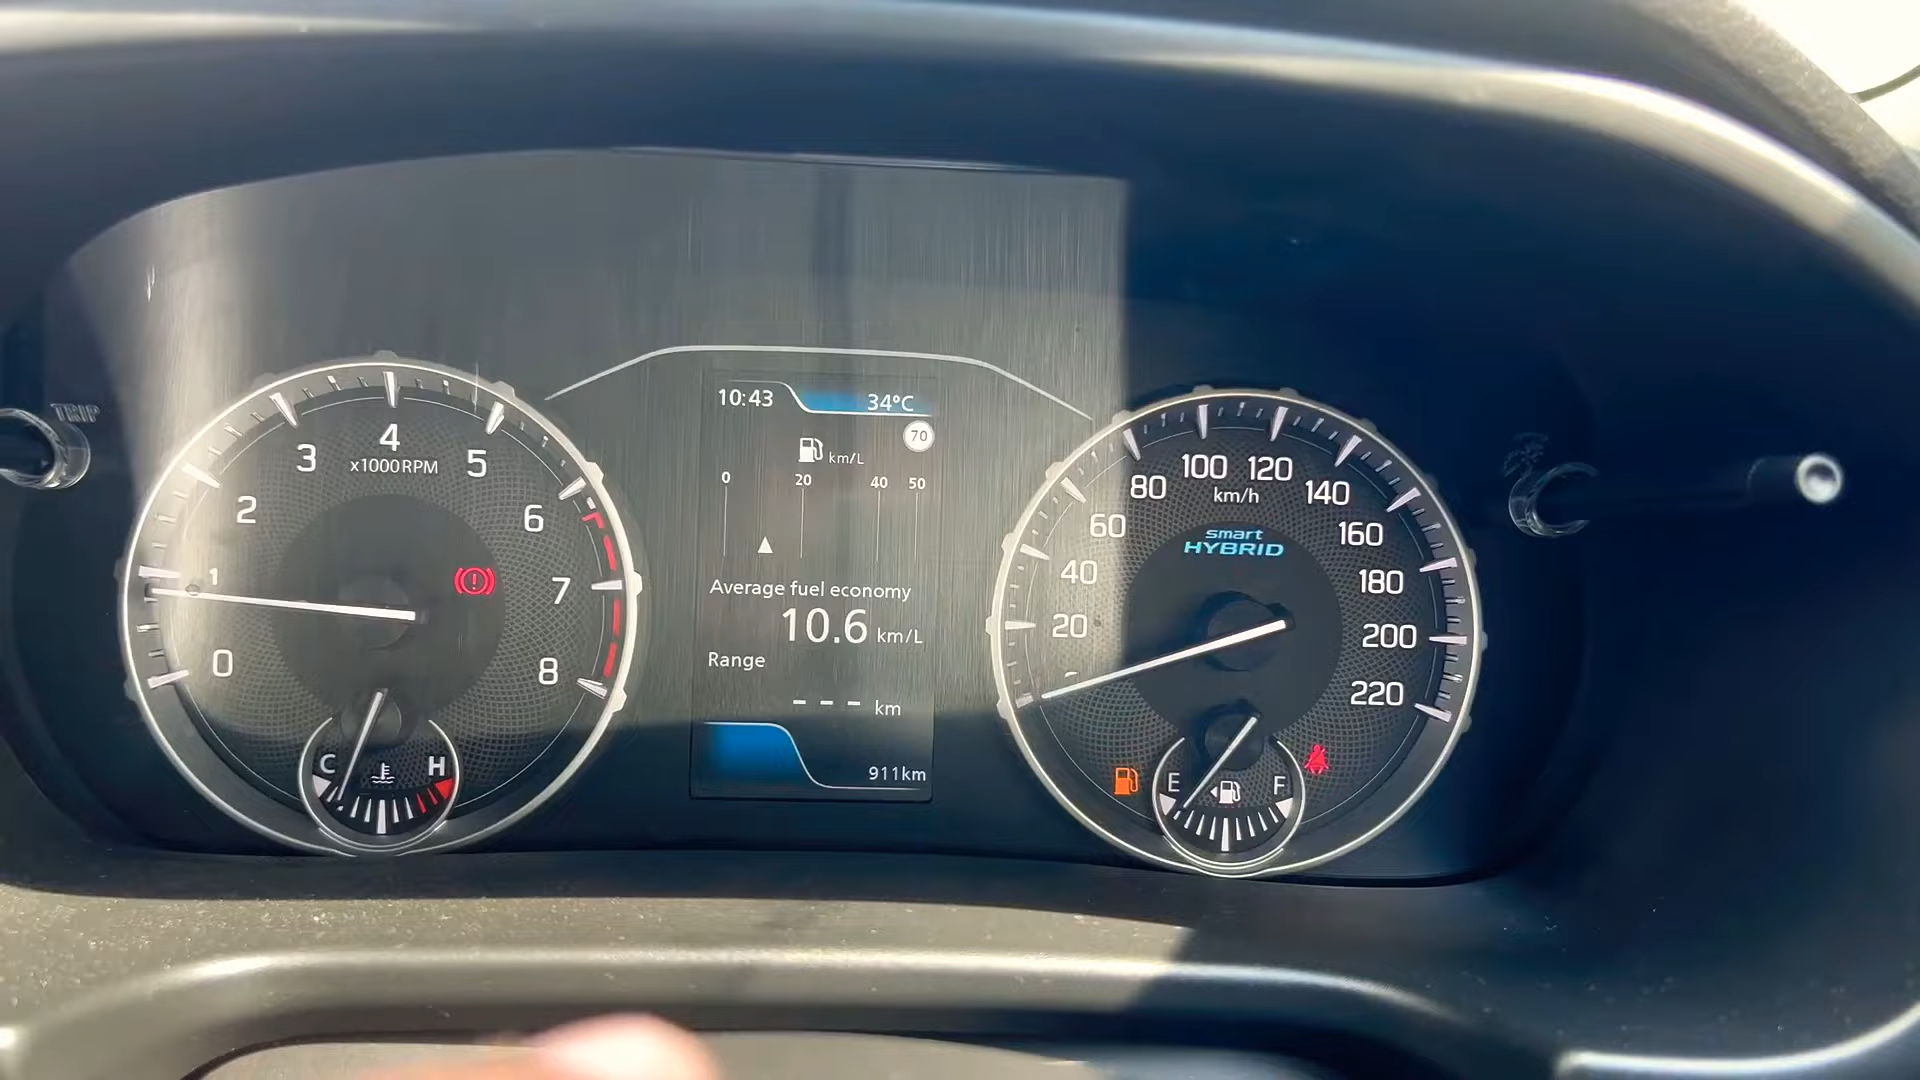 TRIP
10:43
34°C
70
km/L
0 20 40 50
Average fuel economy
10.6 km/L
Range
--- km
911km
0
1
2
3
4
5
6
7
8
x1000RPM
C H
20
40
60
80
100
120
140
160
180
200
220
km/h
smart
HYBRID
E F